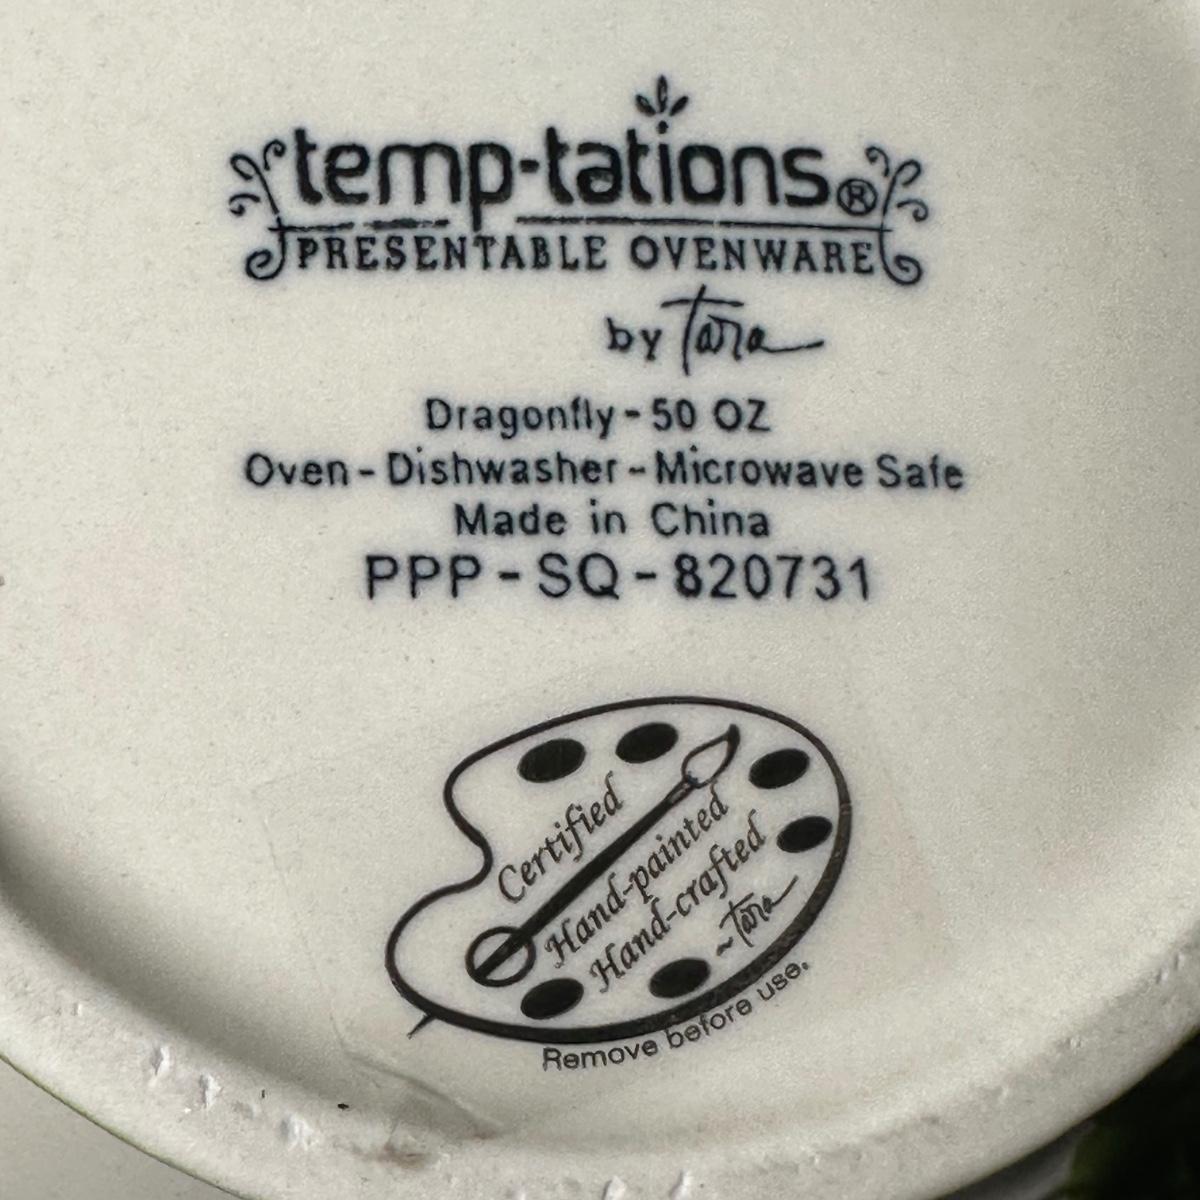 temp-tations®
PRESENTABLE OVENWARE
by Tara
Dragonfly - 50 OZ
Oven - Dishwasher - Microwave Safe
Made in China
PPP - SQ - 820731
Certified
Hand-painted
Hand-crafted
~Tara
Remove before use.